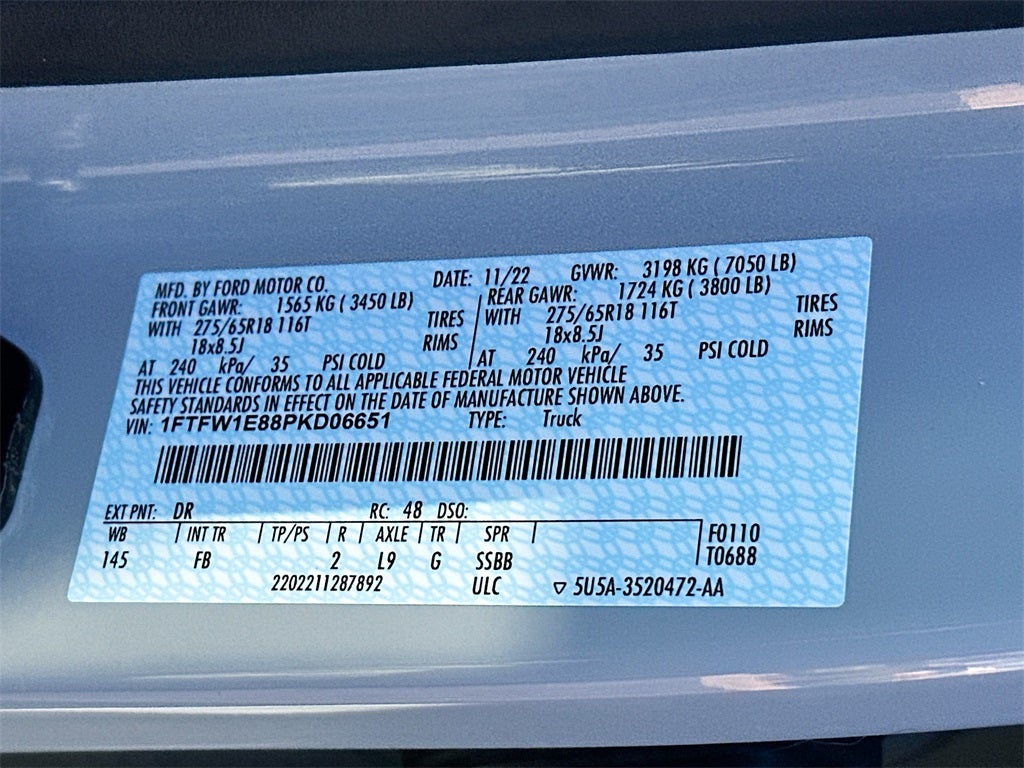 MFD. BY FORD MOTOR CO. DATE: 11/22 GVWR: 3198 KG ( 7050 LB)
FRONT GAWR: 1565 KG ( 3450 LB) REAR GAWR: 1724 KG ( 3800 LB)
WITH 275/65R18 116T TIRES WITH 275/65R18 116T TIRES
18x8.5J RIMS 18x8.5J RIMS
AT 240 kPa/ 35 PSI COLD AT 240 kPa/ 35 PSI COLD
THIS VEHICLE CONFORMS TO ALL APPLICABLE FEDERAL MOTOR VEHICLE
SAFETY STANDARDS IN EFFECT ON THE DATE OF MANUFACTURE SHOWN ABOVE.
VIN: 1FTFW1E88PKD06651 TYPE: Truck
EXT PNT: DR RC: 48 DSO:
WB INT TR TP/PS R AXLE TR SPR F0110
145 FB 2 L9 G SSBB T0688
2202211287892 ULC ▽ 5U5A-3520472-AA